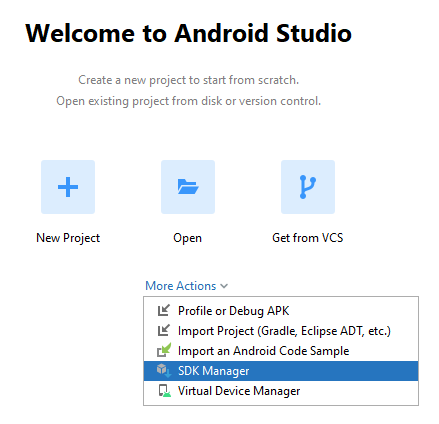 Welcome to Android Studio
Create a new project to start from scratch.
Open existing project from disk or version control.
New Project
Open
Get from VCS
More Actions
Profile or Debug APK
Import Project (Gradle, Eclipse ADT, etc.)
Import an Android Code Sample
SDK Manager
Virtual Device Manager